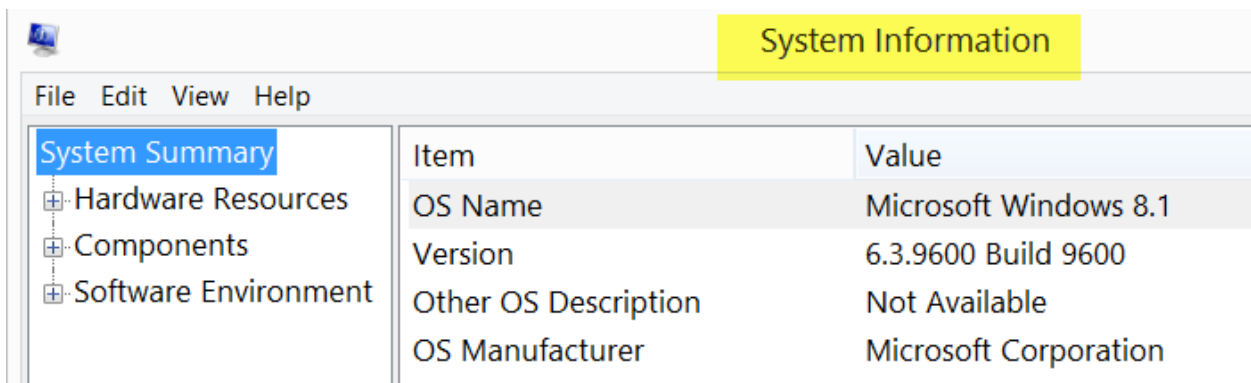 System Information
File Edit View Help
System Summary
Hardware Resources
Components
Software Environment
Item Value
OS Name Microsoft Windows 8.1
Version 6.3.9600 Build 9600
Other OS Description Not Available
OS Manufacturer Microsoft Corporation